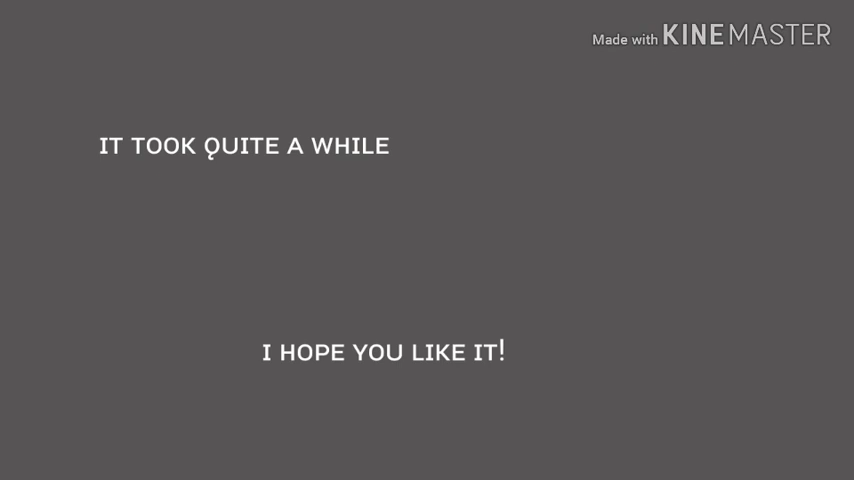 Made with KINEMASTER
IT TOOK QUITE A WHILE
I HOPE YOU LIKE IT!